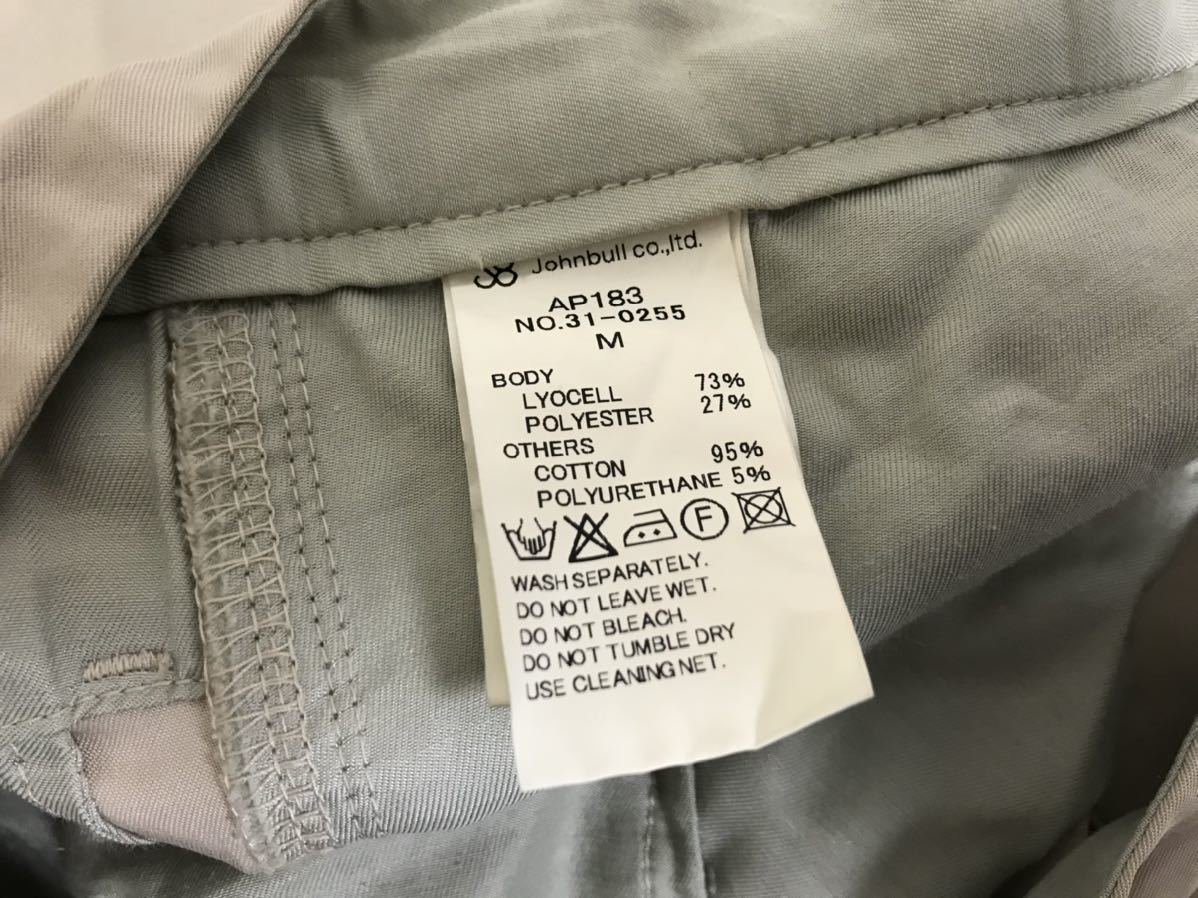 Johnbull co.,ltd.
AP183
NO.31-0255
M
BODY
LYOCELL 73%
POLYESTER 27%
OTHERS
COTTON 95%
POLYURETHANE 5%
F
WASH SEPARATELY.
DO NOT LEAVE WET.
DO NOT BLEACH.
DO NOT TUMBLE DRY
USE CLEANING NET.